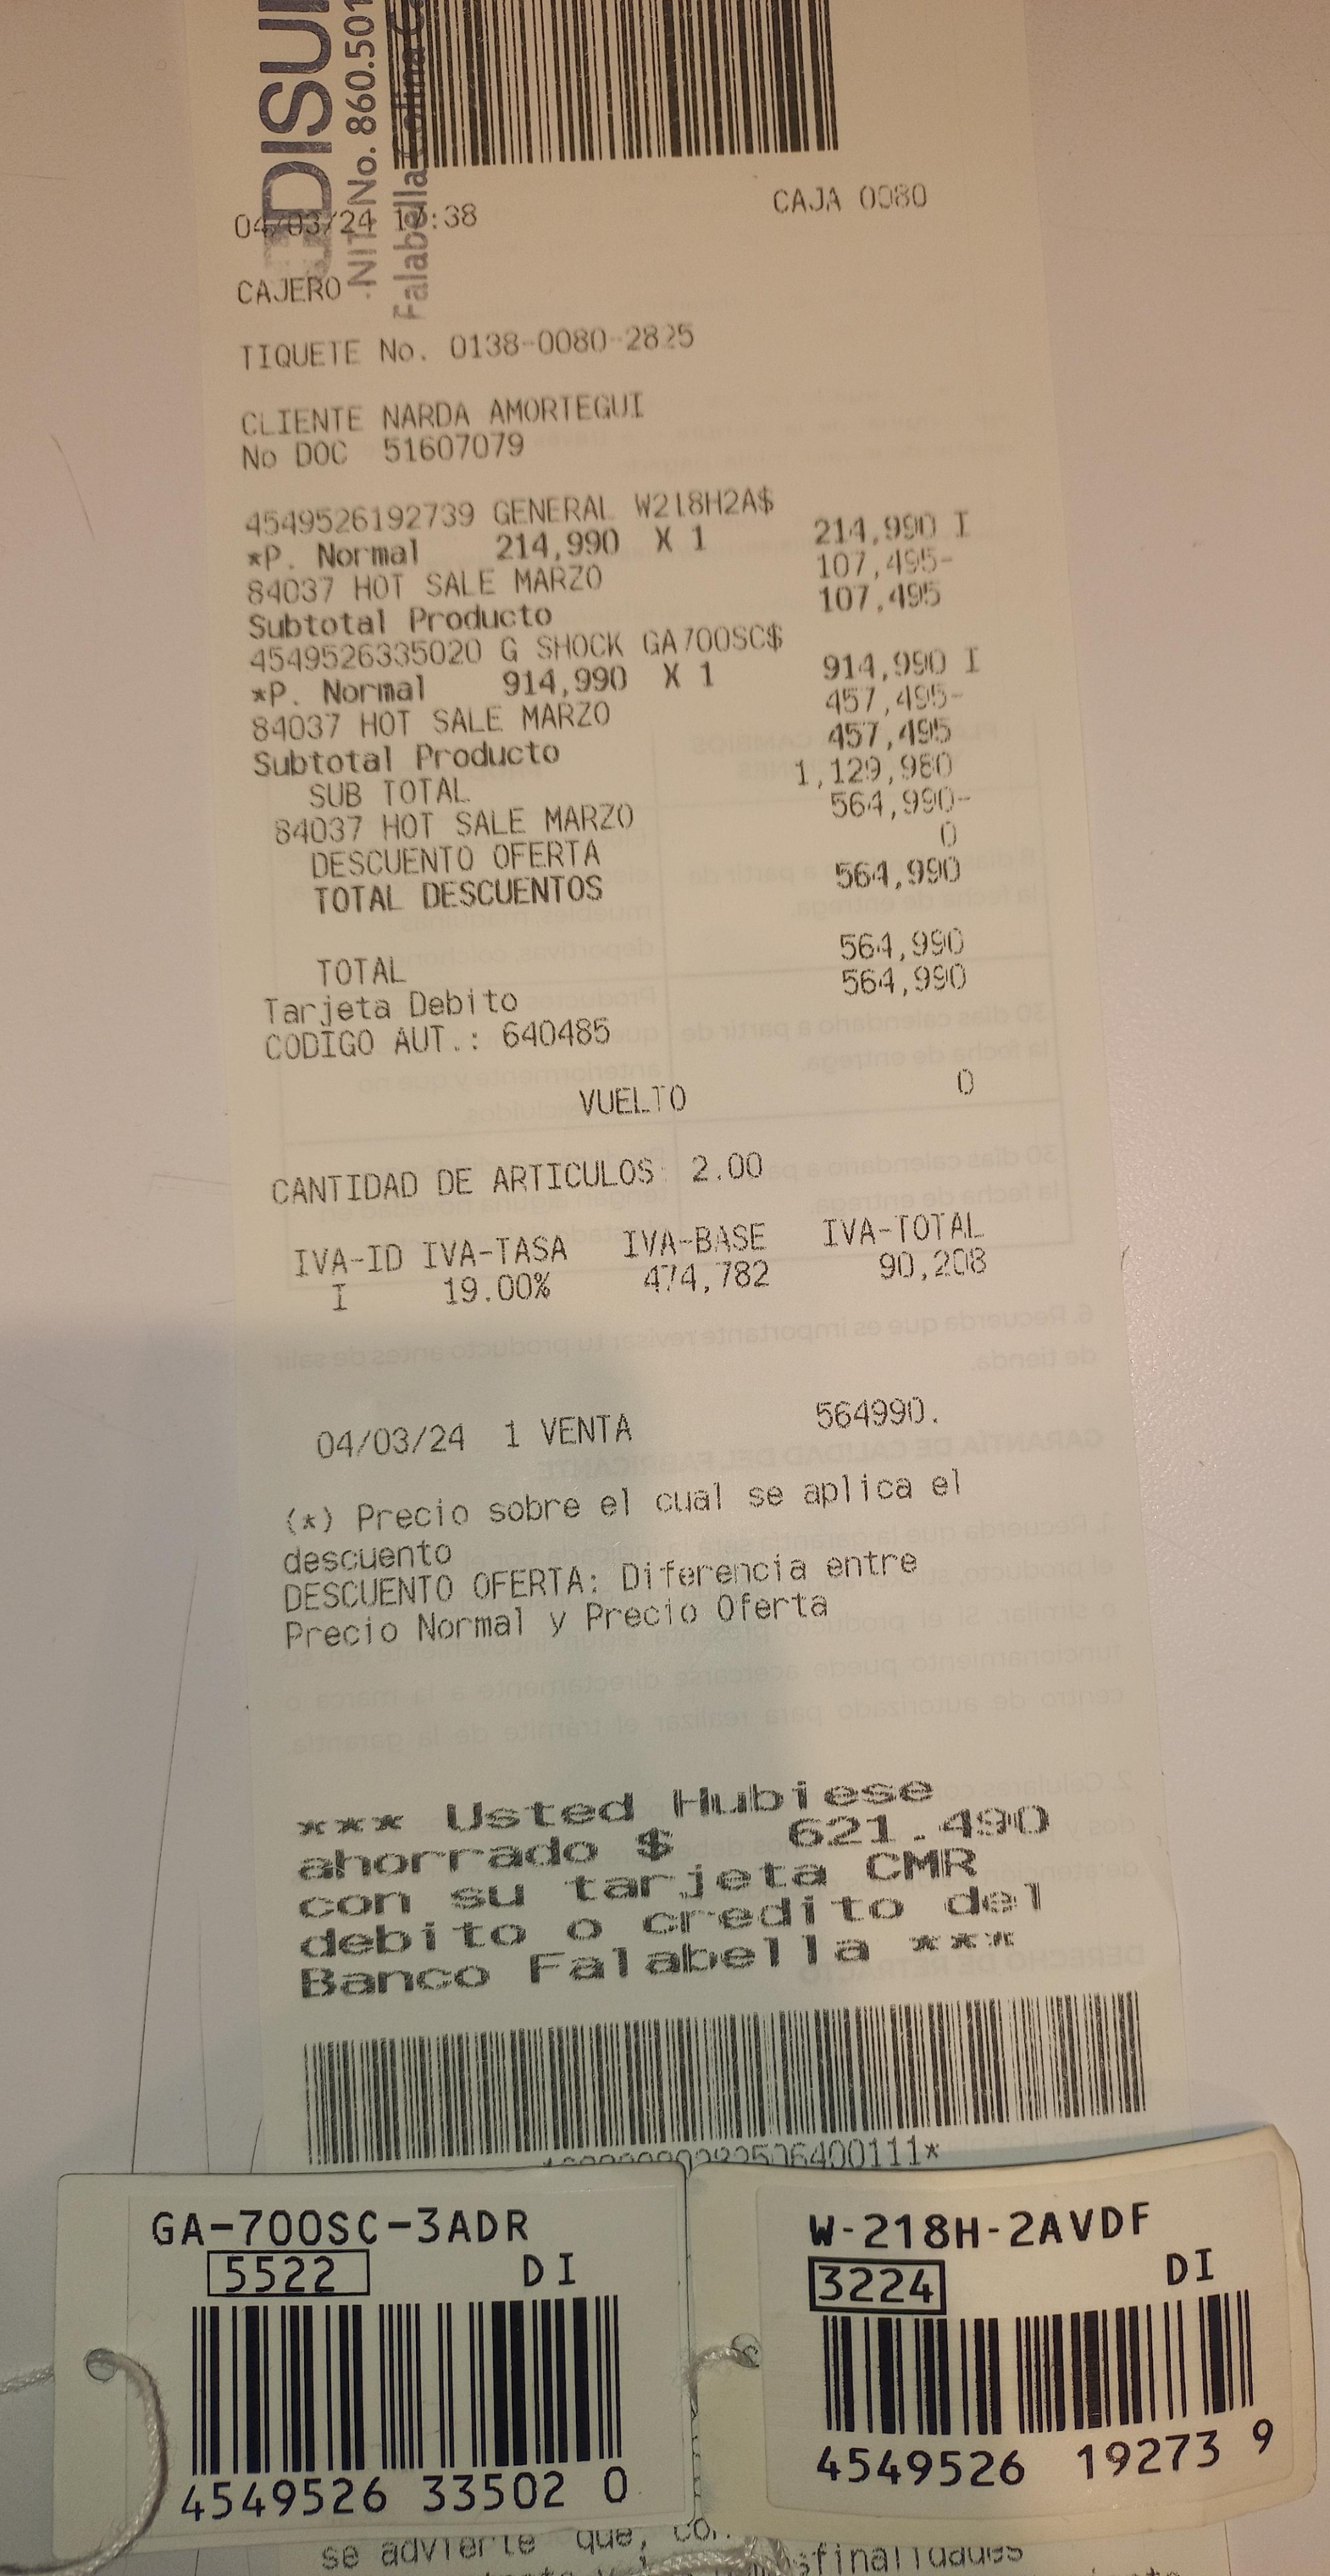 DISU
NIT No. 860.501
Falabella Colina C
04/03/24 17:38 CAJA 0080
CAJERO
TIQUETE No. 0138-0080-2825
CLIENTE NARDA AMORTEGUI
No DOC 51607079
4549526192739 GENERAL W218H2A$
*P. Normal 214,990 X 1 214,990 I
84037 HOT SALE MARZO 107,495-
Subtotal Producto 107,495
4549526335020 G SHOCK GA700SC$
*P. Normal 914,990 X 1 914,990 I
84037 HOT SALE MARZO 457,495-
Subtotal Producto 457,495
SUB TOTAL 1,129,980
84037 HOT SALE MARZO 564,990-
DESCUENTO OFERTA 0
TOTAL DESCUENTOS 564,990
TOTAL 564,990
Tarjeta Debito 564,990
CODIGO AUT.: 640485
VUELTO 0
CANTIDAD DE ARTICULOS 2.00
IVA-ID IVA-TASA IVA-BASE IVA-TOTAL
I 19.00% 474,782 90,208
04/03/24 1 VENTA 564990.
(*) Precio sobre el cual se aplica el
descuento
DESCUENTO OFERTA: Diferencia entre
Precio Normal y Precio Oferta
*** Usted Hubiese
ahorrado $ 621.490
con su tarjeta CMR
debito o credito del
Banco Falabella ***
GA-700SC-3ADR
5522 DI
4549526 33502 0
W-218H-2AVDF
3224 DI
4549526 19273 9
se advierte que, con
finalidades